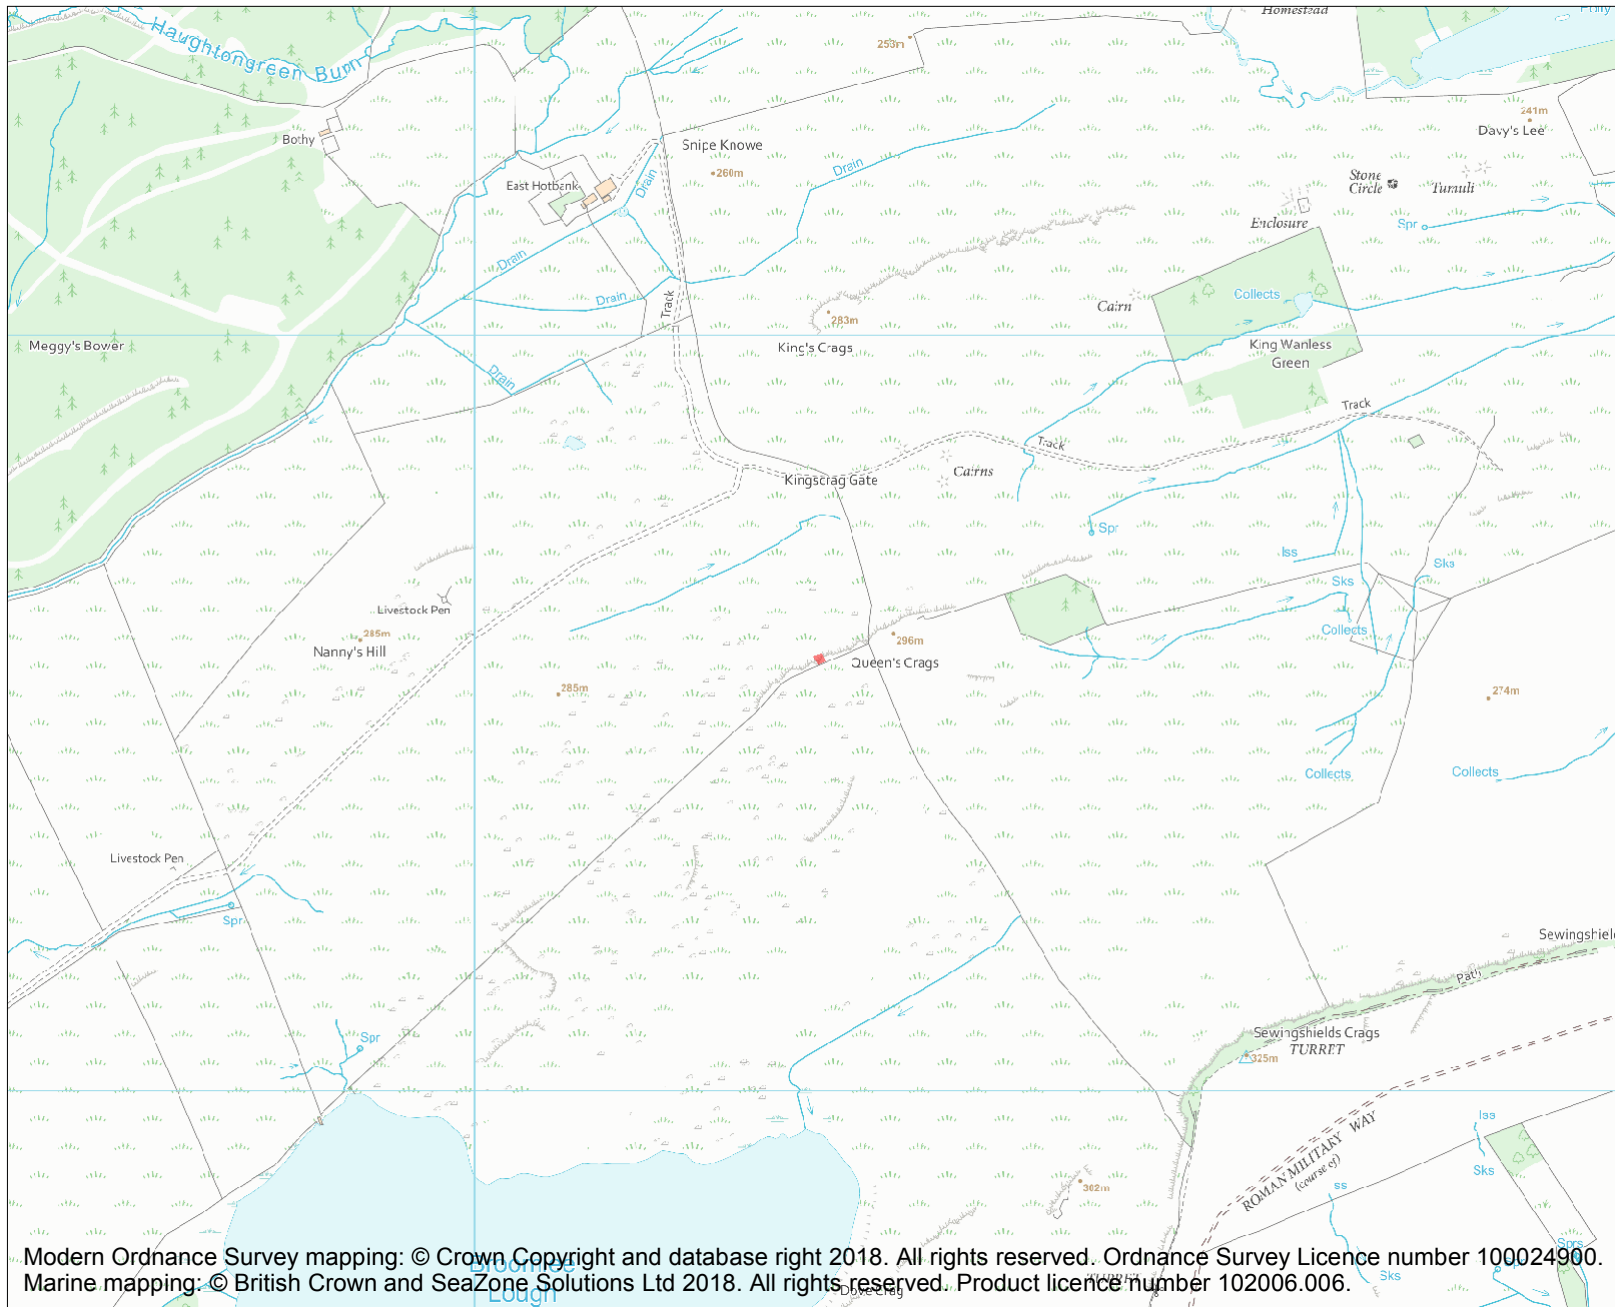 Homestead
Haughtongreen Burn
253m
241m
Davy's Lee
Bothy
Snipe Knowe
260m
East Hotbank
Drain
Drain
Stone
Circle
Tumuli
Enclosure
Spr
Drain
Drain
Track
Collects
Cairn
283m
King's Crags
Meggy's Bower
King Wanless
Green
Drain
Track
Track
Cairns
Kingscrag Gate
Spr
Iss
Sks
Sks
Livestock Pen
285m
Nanny's Hill
296m
Queen's Crags
Collects
285m
274m
Collects
Collects
Livestock Pen
Spr
Path
Spr
Sewingshields Crags
TURRET
325m
ROMAN MILITARY WAY
(course of)
Iss
Sks
302m
Modern Ordnance Survey mapping: © Crown Copyright and database right 2018. All rights reserved. Ordnance Survey Licence number 100024900.
Marine mapping: © British Crown and SeaZone Solutions Ltd 2018. All rights reserved. Product licence number 102006.006.
Broomlee
Lough
TURRET
Dove Crag
Sks
Sprs